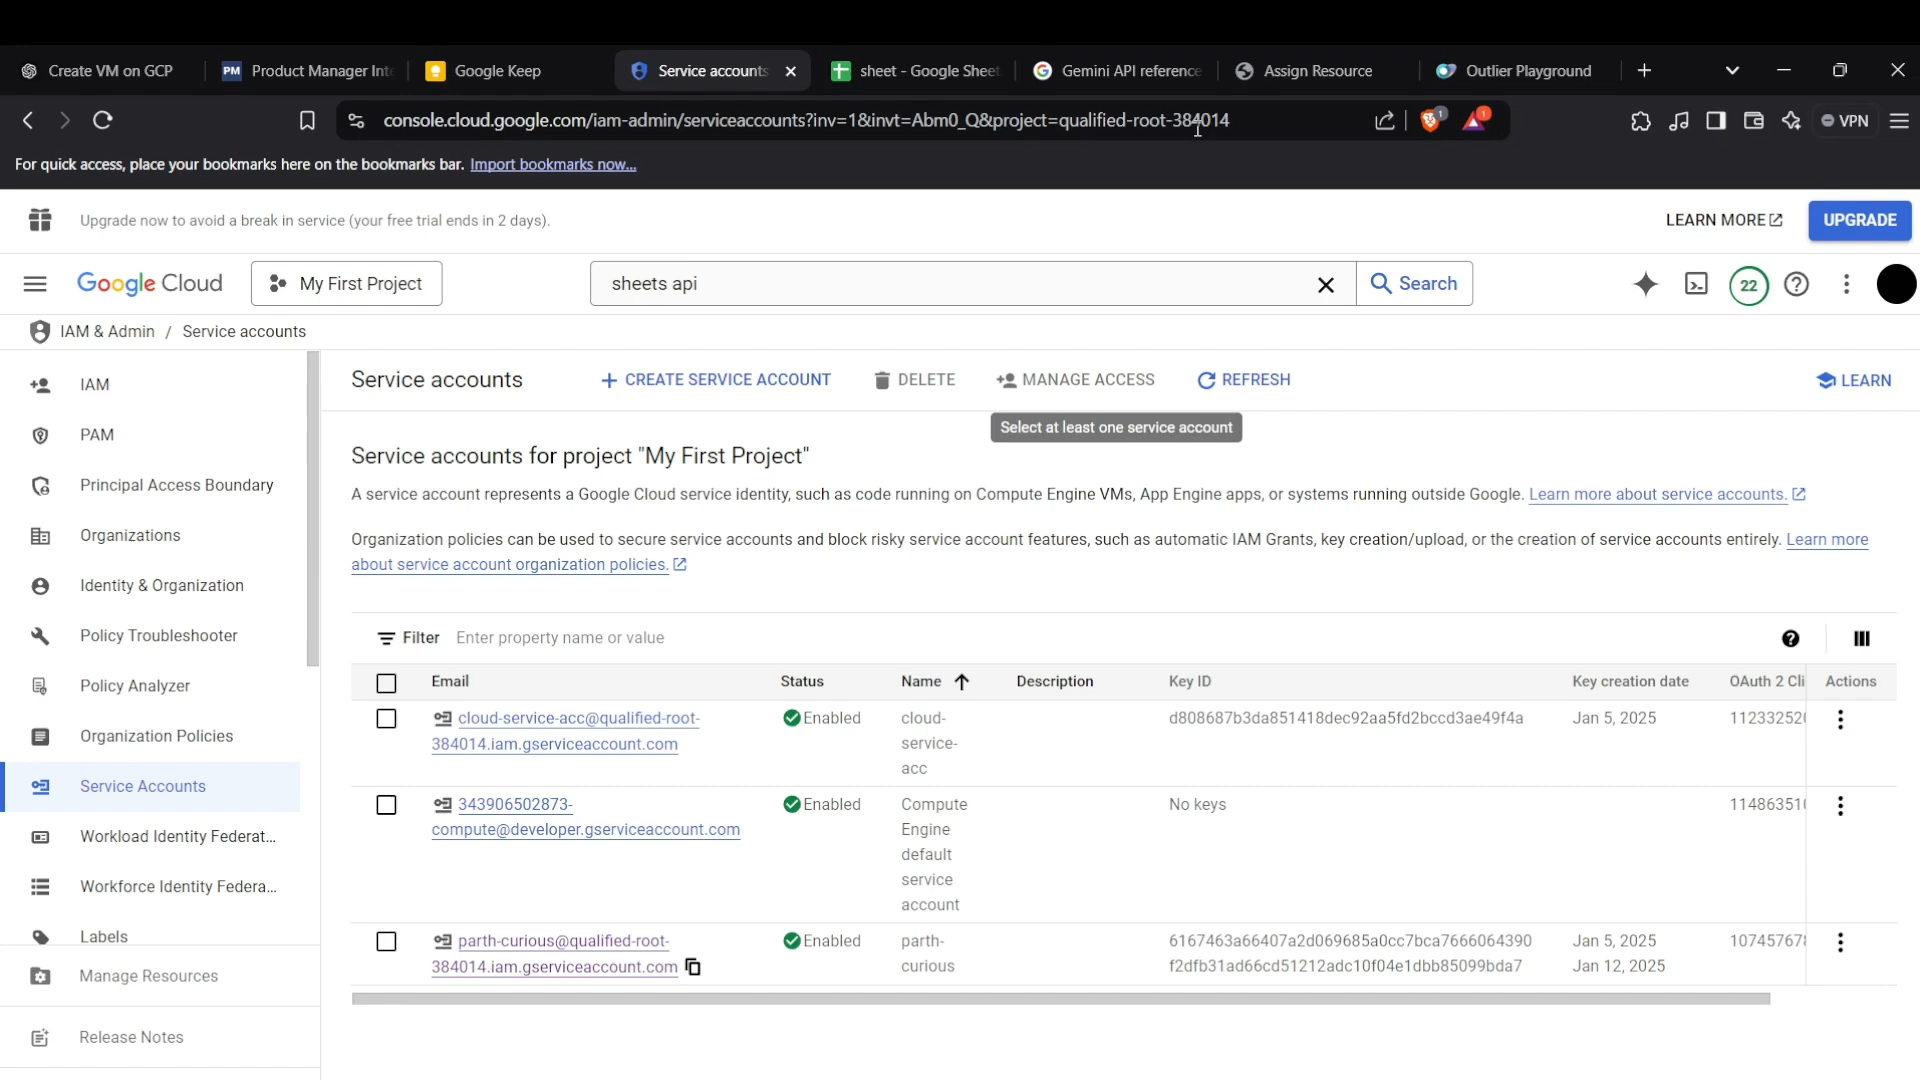 Create VM on GCP
PM Product Manager Inte
Google Keep
Service accounts
sheet - Google Sheet
Gemini API reference
Assign Resource
Outlier Playground
console.cloud.google.com/iam-admin/serviceaccounts?inv=1&invt=Abm0_Q&project=qualified-root-384014
1
1
VPN
For quick access, place your bookmarks here on the bookmarks bar. Import bookmarks now...
Upgrade now to avoid a break in service (your free trial ends in 2 days).
LEARN MORE
UPGRADE
Google Cloud
My First Project
sheets api
Search
22
IAM & Admin / Service accounts
IAM
PAM
Principal Access Boundary
Organizations
Identity & Organization
Policy Troubleshooter
Policy Analyzer
Organization Policies
Service Accounts
Workload Identity Federat...
Workforce Identity Federa...
Labels
Manage Resources
Release Notes
Service accounts
CREATE SERVICE ACCOUNT
DELETE
MANAGE ACCESS
REFRESH
LEARN
Select at least one service account
Service accounts for project "My First Project"
A service account represents a Google Cloud service identity, such as code running on Compute Engine VMs, App Engine apps, or systems running outside Google. Learn more about service accounts.
Organization policies can be used to secure service accounts and block risky service account features, such as automatic IAM Grants, key creation/upload, or the creation of service accounts entirely. Learn more
about service account organization policies.
Filter Enter property name or value
Email Status Name Description Key ID Key creation date OAuth 2 Cli Actions
cloud-service-acc@qualified-root- Enabled cloud- d808687b3da851418dec92aa5fd2bccd3ae49f4a Jan 5, 2025 11233252
384014.iam.gserviceaccount.com service-
acc
343906502873- Enabled Compute No keys 11486351
compute@developer.gserviceaccount.com Engine
default
service
account
parth-curious@qualified-root- Enabled parth- 6167463a66407a2d069685a0cc7bca7666064390 Jan 5, 2025 10745767
384014.iam.gserviceaccount.com curious f2dfb31ad66cd51212adc10f04e1dbb85099bda7 Jan 12, 2025